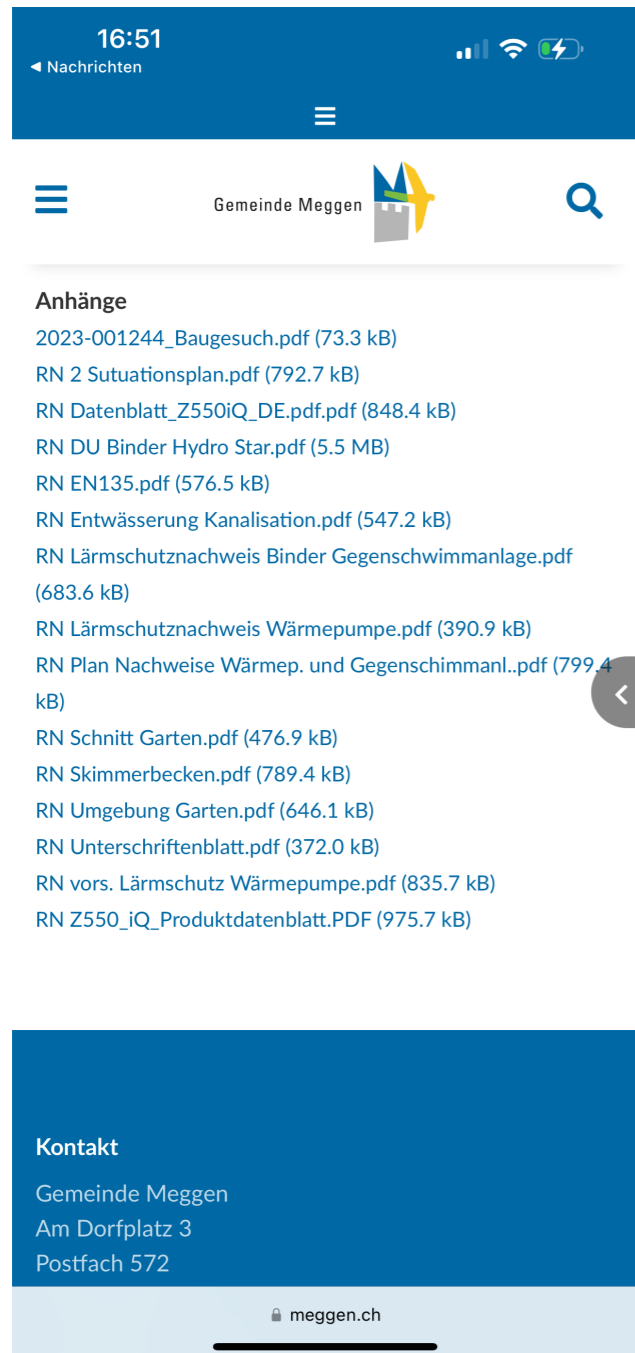 16:51
◀ Nachrichten
Gemeinde Meggen
Anhänge
2023-001244_Baugesuch.pdf (73.3 kB)
RN 2 Sutuationsplan.pdf (792.7 kB)
RN Datenblatt_Z550iQ_DE.pdf.pdf (848.4 kB)
RN DU Binder Hydro Star.pdf (5.5 MB)
RN EN135.pdf (576.5 kB)
RN Entwässerung Kanalisation.pdf (547.2 kB)
RN Lärmschutznachweis Binder Gegenschwimmanlage.pdf
(683.6 kB)
RN Lärmschutznachweis Wärmepumpe.pdf (390.9 kB)
RN Plan Nachweise Wärmep. und Gegenschimmanl..pdf (799.4
kB)
RN Schnitt Garten.pdf (476.9 kB)
RN Skimmerbecken.pdf (789.4 kB)
RN Umgebung Garten.pdf (646.1 kB)
RN Unterschriftenblatt.pdf (372.0 kB)
RN vors. Lärmschutz Wärmepumpe.pdf (835.7 kB)
RN Z550_iQ_Produktdatenblatt.PDF (975.7 kB)
Kontakt
Gemeinde Meggen
Am Dorfplatz 3
Postfach 572
meggen.ch